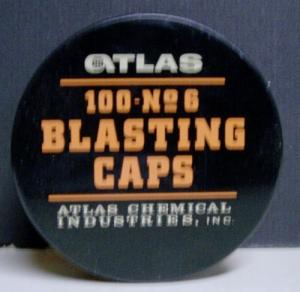 ATLAS
100-No 6
BLASTING
CAPS
ATLAS CHEMICAL
INDUSTRIES, INC.